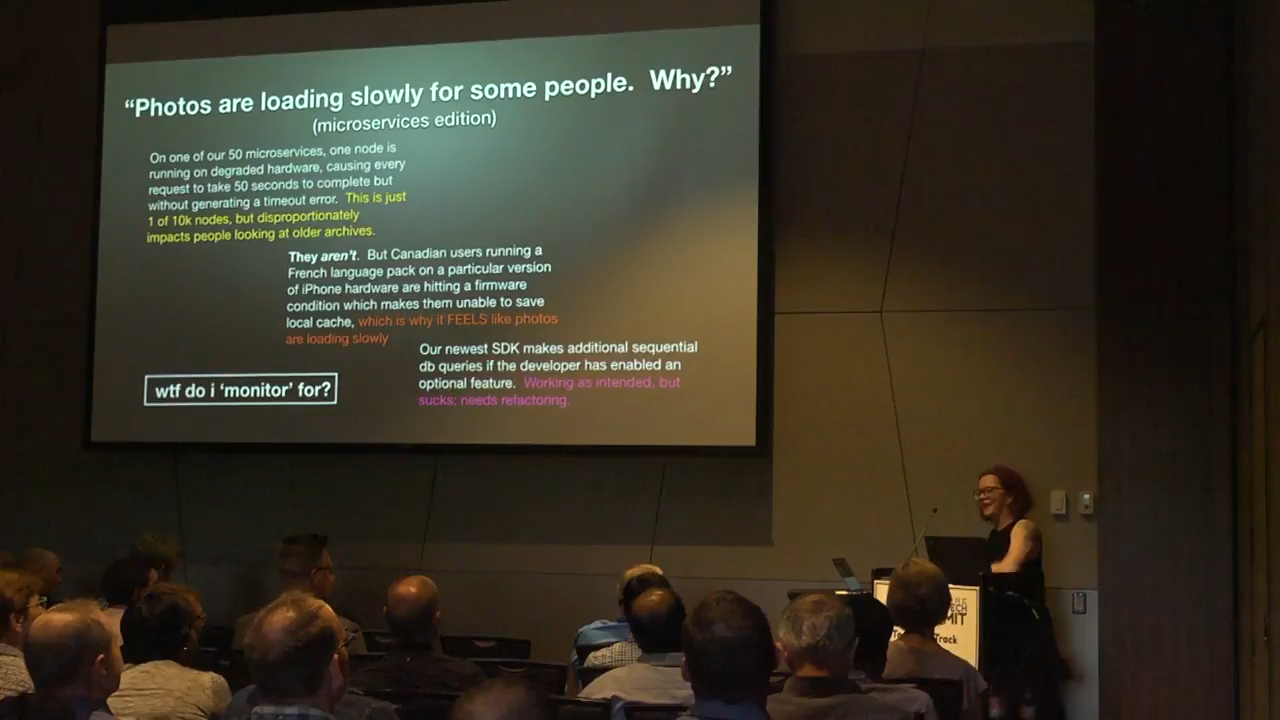 “Photos are loading slowly for some people. Why?”
(microservices edition)
On one of our 50 microservices, one node is
running on degraded hardware, causing every
request to take 50 seconds to complete but
without generating a timeout error. This is just
1 of 10k nodes, but disproportionately
impacts people looking at older archives.
They aren't. But Canadian users running a
French language pack on a particular version
of iPhone hardware are hitting a firmware
condition which makes them unable to save
local cache, which is why it FEELS like photos
are loading slowly
Our newest SDK makes additional sequential
db queries if the developer has enabled an
optional feature. Working as intended, but
sucks; needs refactoring.
wtf do i ‘monitor’ for?
Track